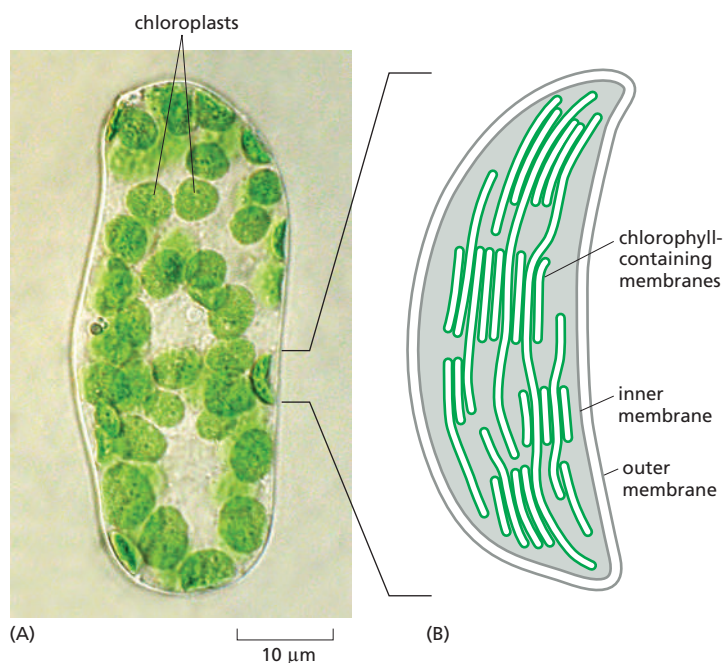 chloroplasts
chlorophyll-
containing
membranes
inner
membrane
outer
membrane
(A)
10 μm
(B)